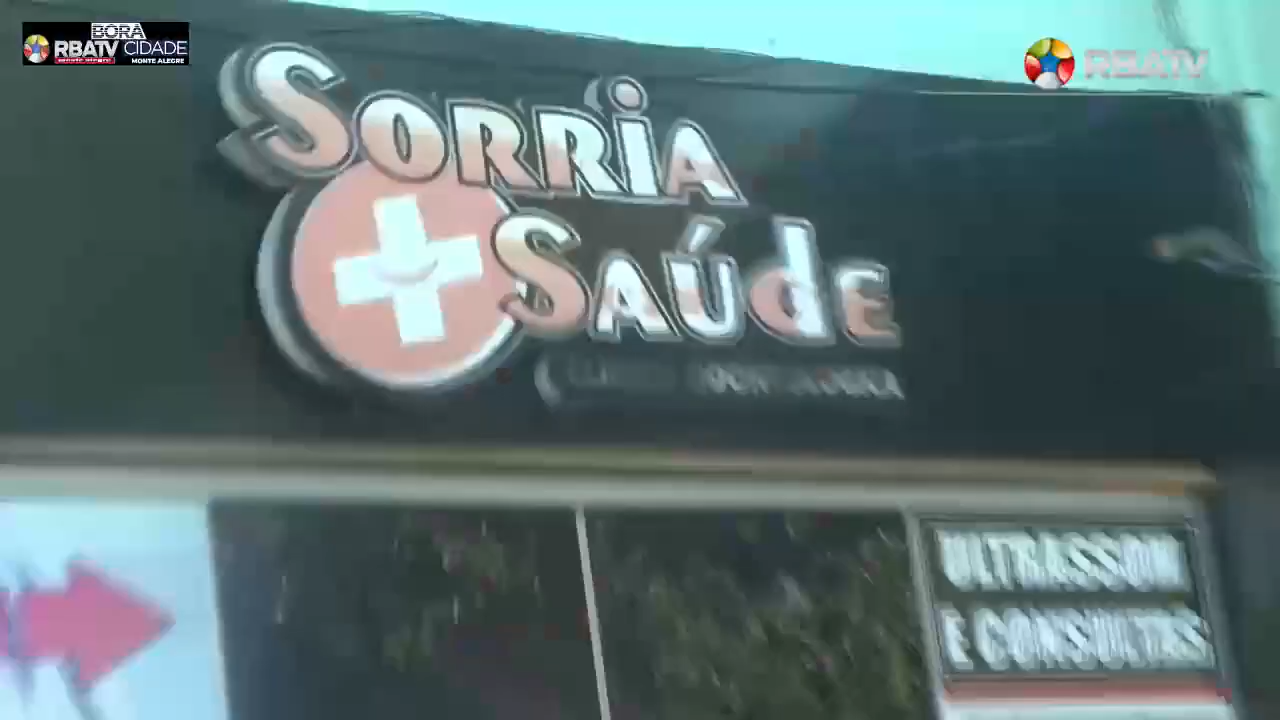 BORA
RBATV CIDADE
MONTE ALEGRE
RBATV
SORRiA
SAÚdE
ULTRASSOM
E CONSULTAS